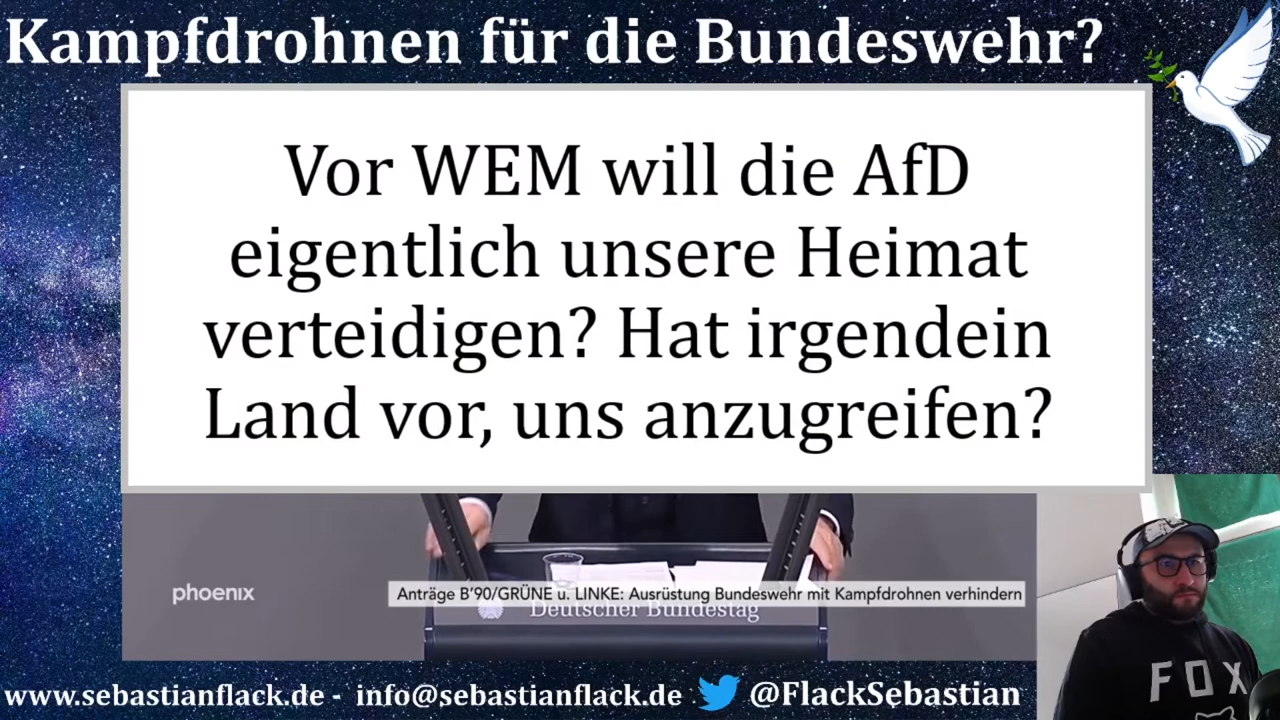 Kampfdrohnen für die Bundeswehr?
Vor WEM will die AfD
eigentlich unsere Heimat
verteidigen? Hat irgendein
Land vor, uns anzugreifen?
phoenix
Anträge B'90/GRÜNE u. LINKE: Ausrüstung Bundeswehr mit Kampfdrohnen verhindern
Deutscher Bundestag
FOX
www.sebastianflack.de - info@sebastianflack.de @FlackSebastian